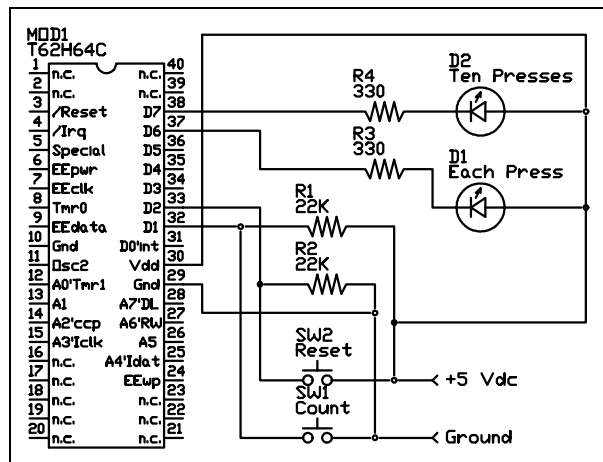 MOD1
T62H64C
1 n.c. n.c. 40
2 n.c. n.c. 39
3 /Reset D7 38
4 /Irq D6 37
5 Special D5 36
6 EEpwr D4 35
7 EEclk D3 34
8 Tmr0 D2 33
9 EEdata D1 32
10 Gnd D0'Int 31
11 Osc2 Vdd 30
12 A0'Tmr1 Gnd 29
13 A1 A7'DL 28
14 A2'ccp A6'RW 27
15 A3'Iclk A5 26
16 n.c. A4'Idat 25
17 n.c. EEwp 24
18 n.c. n.c. 23
19 n.c. n.c. 22
20 n.c. n.c. 21
R4
330
D2
Ten Presses
R3
330
D1
Each Press
R1
22K
R2
22K
SW2
Reset
SW1
Count
+5 Vdc
Ground